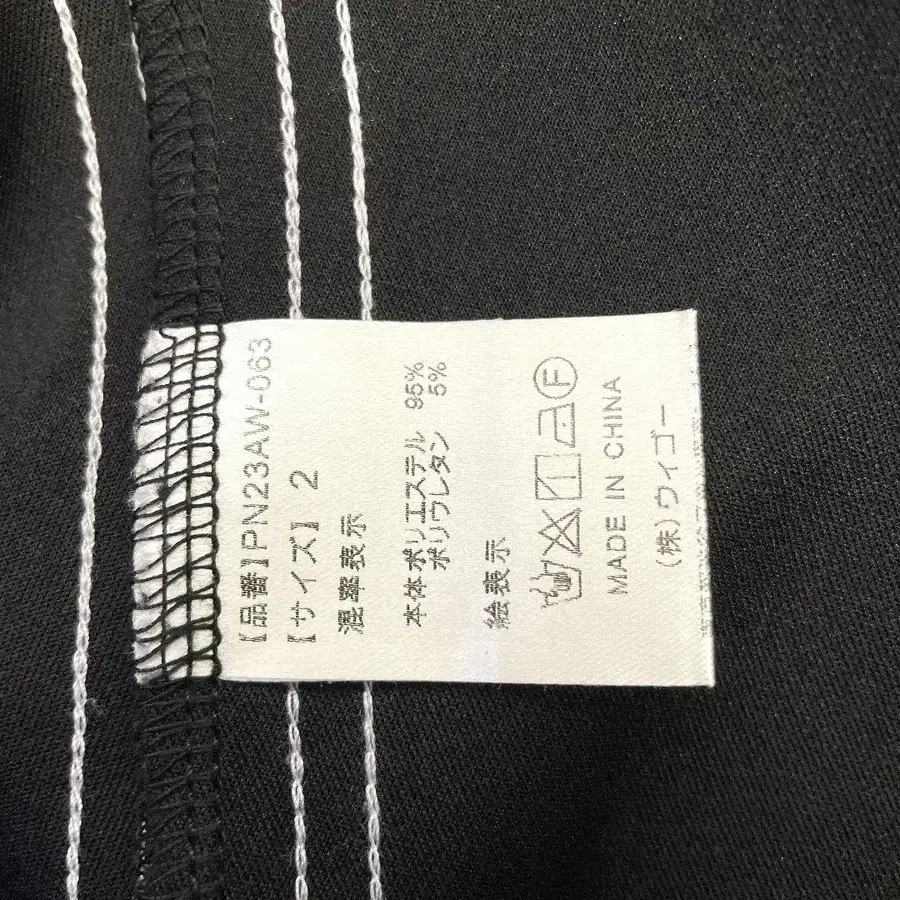 【品番】PN23AW-063
【サイズ】 2
混率表示
本体ポリエステル 95%
ポリウレタン 5%
絵表示
F
MADE IN CHINA
(株)ウィゴー